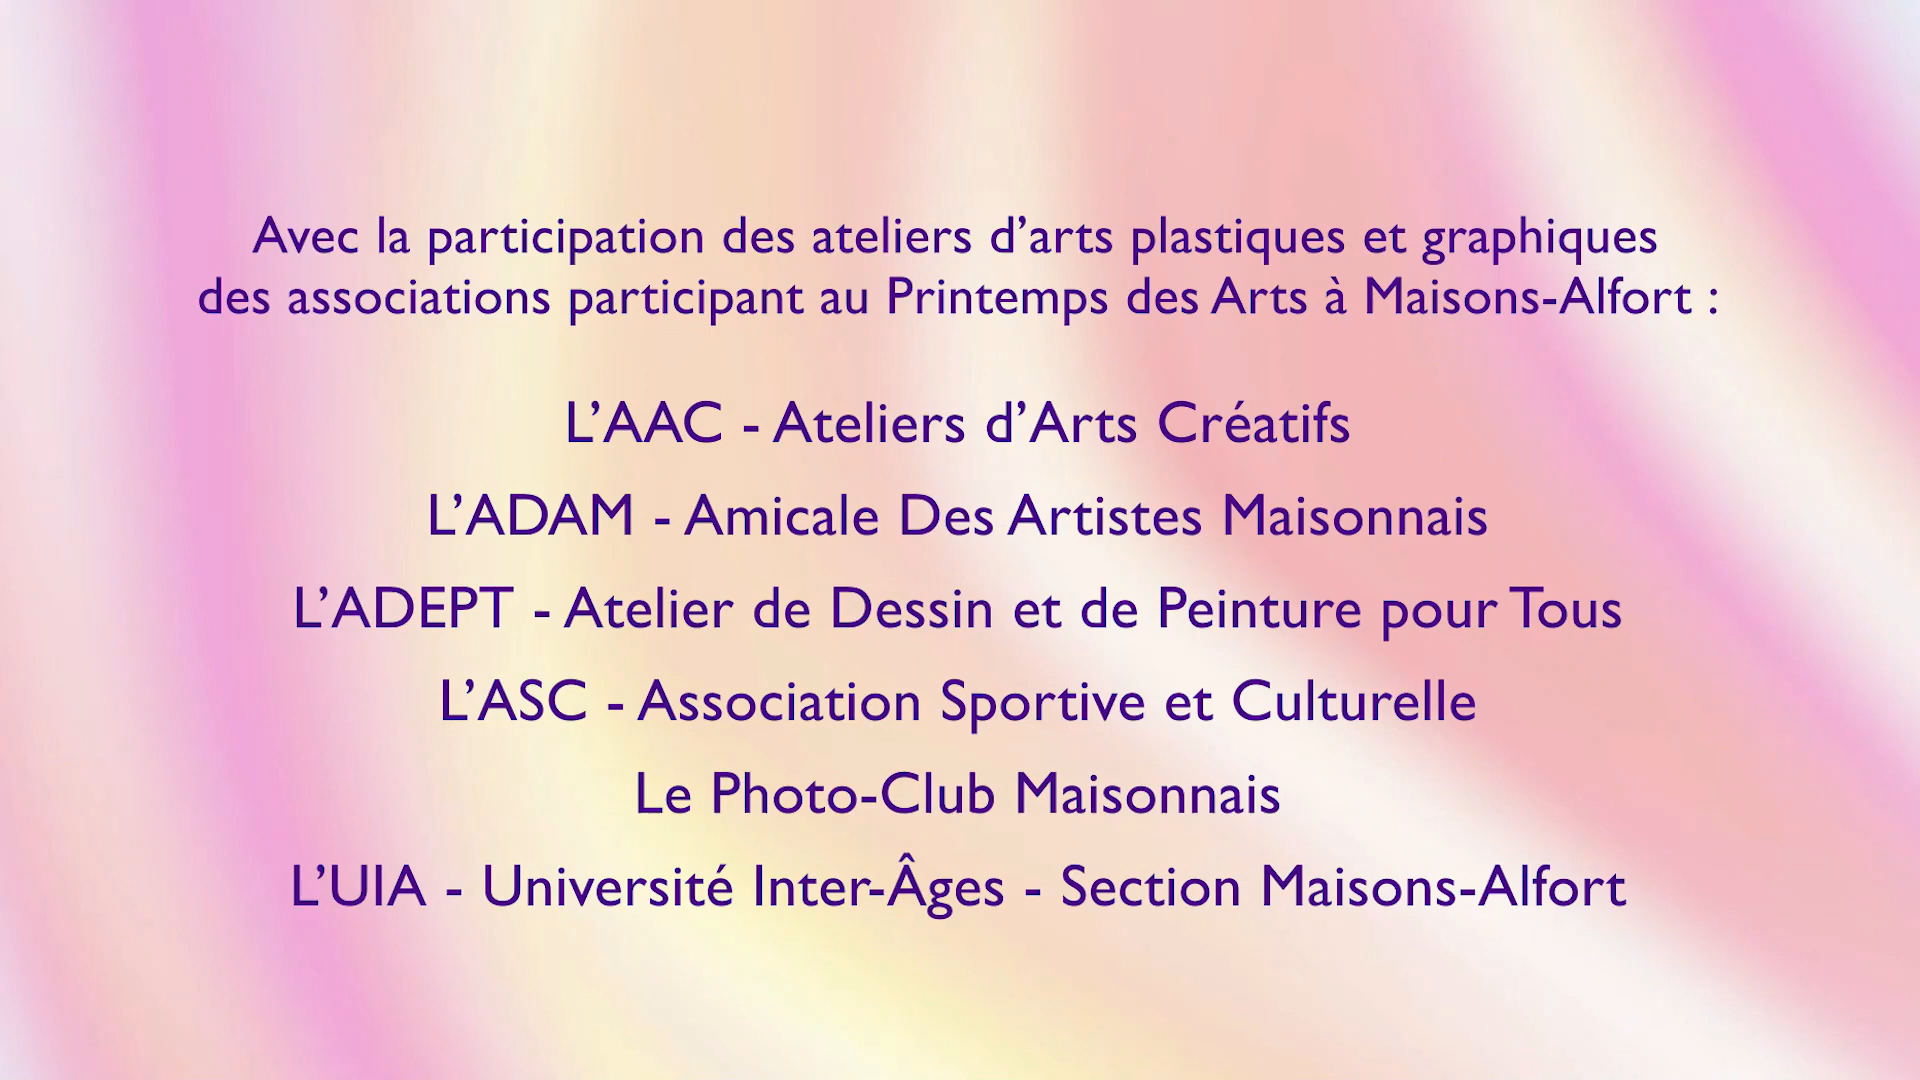 Avec la participation des ateliers d’arts plastiques et graphiques
des associations participant au Printemps des Arts à Maisons-Alfort :
L’AAC - Ateliers d’Arts Créatifs
L’ADAM - Amicale Des Artistes Maisonnais
L’ADEPT - Atelier de Dessin et de Peinture pour Tous
L’ASC - Association Sportive et Culturelle
Le Photo-Club Maisonnais
L’UIA - Université Inter-Âges - Section Maisons-Alfort